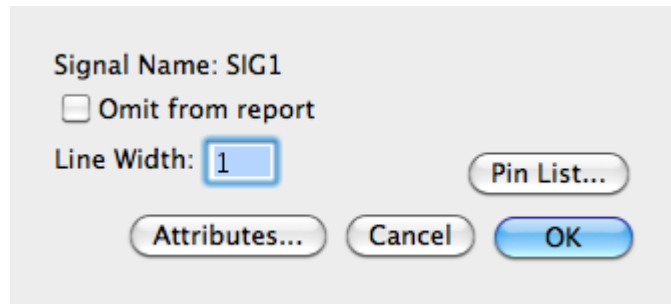 Signal Name: SIG1
Omit from report
Line Width: 1
Pin List...
Attributes... Cancel OK